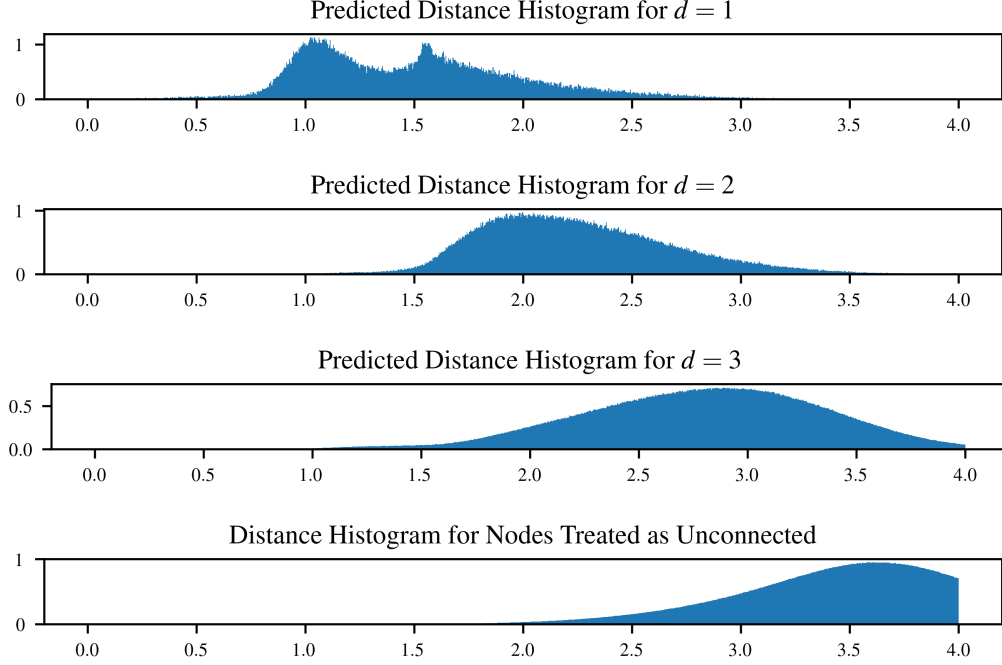 Predicted Distance Histogram for d = 1
1
0
0.0 0.5 1.0 1.5 2.0 2.5 3.0 3.5 4.0
Predicted Distance Histogram for d = 2
1
0
0.0 0.5 1.0 1.5 2.0 2.5 3.0 3.5 4.0
Predicted Distance Histogram for d = 3
0.5
0.0
0.0 0.5 1.0 1.5 2.0 2.5 3.0 3.5 4.0
Distance Histogram for Nodes Treated as Unconnected
1
0
0.0 0.5 1.0 1.5 2.0 2.5 3.0 3.5 4.0